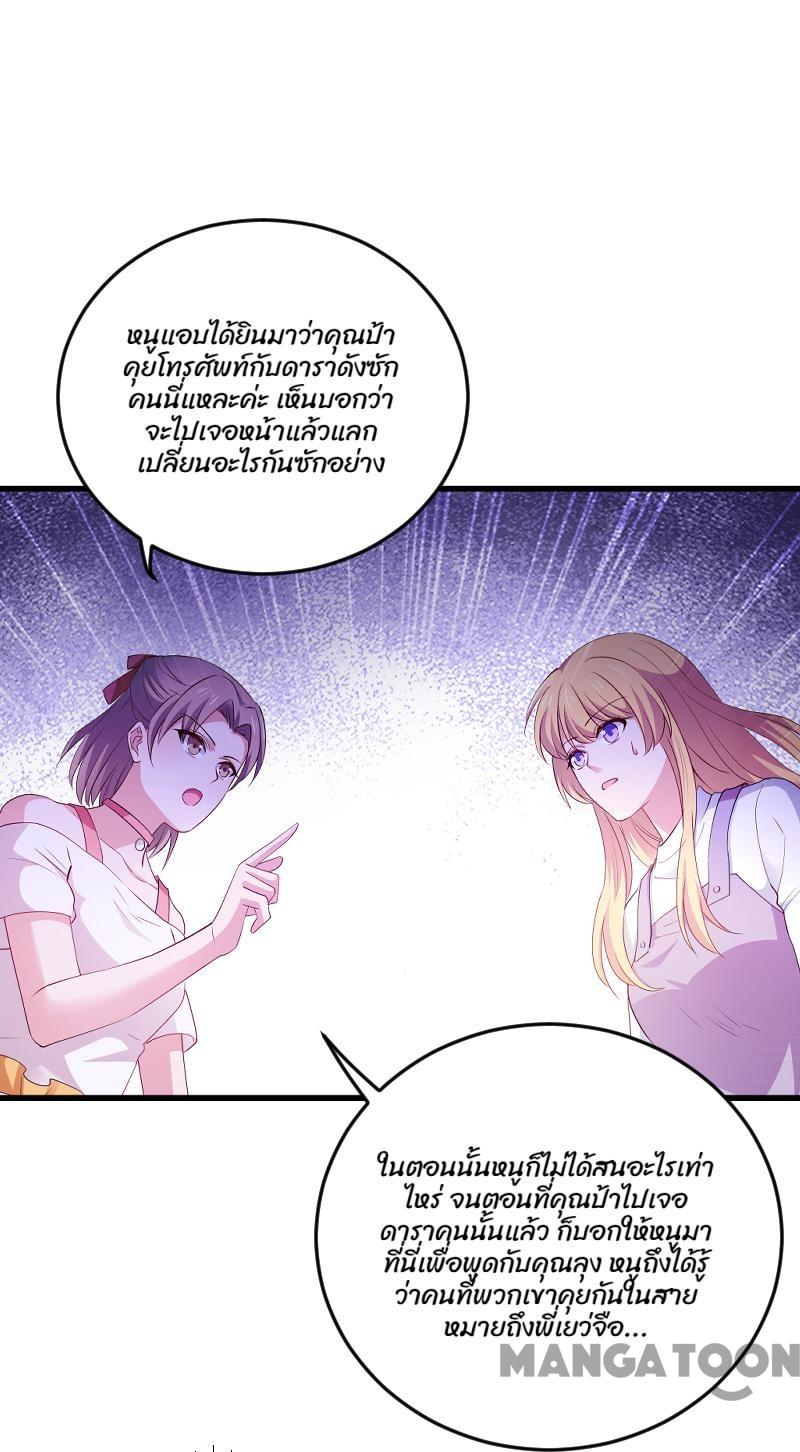 หนูแอบได้ยินมาว่าคุณป้า
คุยโทรศัพท์กับดาราดังซัก
คนนี่แหละค่ะ เห็นบอกว่า
จะไปเจอหน้าแล้วแลก
เปลี่ยนอะไรกันซักอย่าง
ในตอนนั้นหนูก็ไม่ได้สนอะไรเท่า
ไหร่ จนตอนที่คุณป้าไปเจอ
ดาราคนนั้นแล้ว ก็บอกให้หนูมา
ที่นี่เพื่อพูดกับคุณลุง หนูถึงได้รู้
ว่าคนที่พวกเขาคุยกันในสาย
หมายถึงพี่เยว่จือ...
MANGATOON